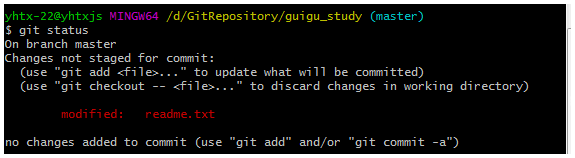 yhtx-22@yhtxjs MINGW64 /d/GitRepository/guigu_study (master)
$ git status
On branch master
Changes not staged for commit:
  (use "git add <file>..." to update what will be committed)
  (use "git checkout -- <file>..." to discard changes in working directory)
        modified:   readme.txt
no changes added to commit (use "git add" and/or "git commit -a")